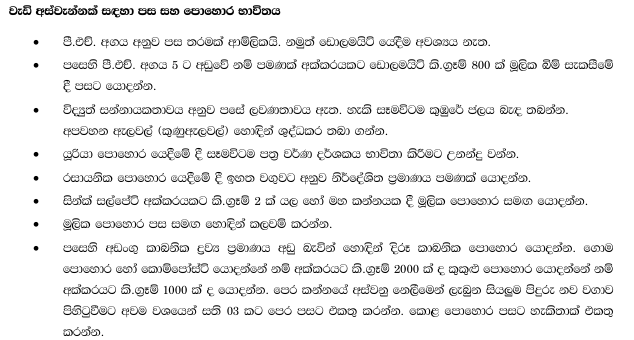 වැඩි අස්වැන්නක් සඳහා පස සහ පොහොර භාවිතය
• පී.එච්. අගය අනුව පස තරමක් ආම්ලිකයි. නමුත් ඩොලමයිට් යෙදීම අවශ්‍යය නැත.
• පසෙහි පී.එච්. අගය 5 ට අඩුවේ නම් පමණක් අක්කරයකට ඩොලමයිට් කි.ග්‍රෑම් 800 ක් මූලික බිම් සැකසීමේ
දී පසට යොදන්න.
• විද්‍යුත් සන්නායකතාවය අනුව පසේ ලවණතාවය ඇත. හැකි සෑමවිටම කුඹුරේ ජලය බැඳ තබන්න.
අපවහන ඇලවල් (කුණුඇලවල්) හොඳින් ශුද්ධකර තබා ගන්න.
• යූරියා පොහොර යෙදීමේ දී සෑමවිටම පත්‍ර වර්ණ දර්ශකය භාවිතා කිරීමට උනන්දු වන්න.
• රසායනික පොහොර යෙදීමේ දී ඉහත වගුවට අනුව නිර්දේශිත ප්‍රමාණය පමණක් යොදන්න.
• සින්ක් සල්පේට් අක්කරයකට කි.ග්‍රෑම් 2 ක් යල හෝ මහ කන්නයක දී මූලික පොහොර සමඟ යොදන්න.
• මූලික පොහොර පස සමඟ හොඳින් කලවම් කරන්න.
• පසෙහි අඩංගු කාබනික ද්‍රව්‍ය ප්‍රමාණය අඩු බැවින් හොඳින් දිරූ කාබනික පොහොර යොදන්න. ගොම
පොහොර හෝ කොම්පෝස්ට් යොදන්නේ නම් අක්කරයට කි.ග්‍රෑම් 2000 ක් ද කුකුළු පොහොර යොදන්නේ නම්
අක්කරයට කි.ග්‍රෑම් 1000 ක් ද යොදන්න. පෙර කන්නයේ අස්වනු නෙලීමෙන් ලැබුන සියලුම පිදුරු නව වගාව
පිහිටුවීමට අවම වශයෙන් සති 03 කට පෙර පසට එකතු කරන්න. කොළ පොහොර පසට හැකිතාක් එකතු
කරන්න.